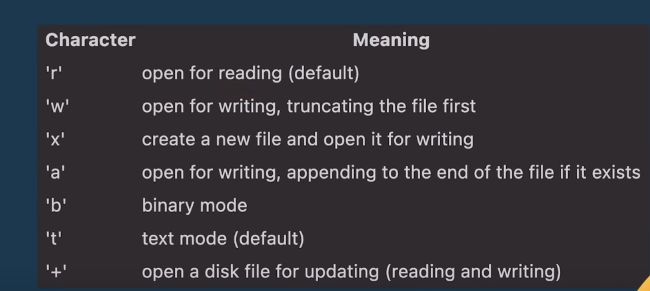 Character Meaning
'r' open for reading (default)
'w' open for writing, truncating the file first
'x' create a new file and open it for writing
'a' open for writing, appending to the end of the file if it exists
'b' binary mode
't' text mode (default)
'+' open a disk file for updating (reading and writing)